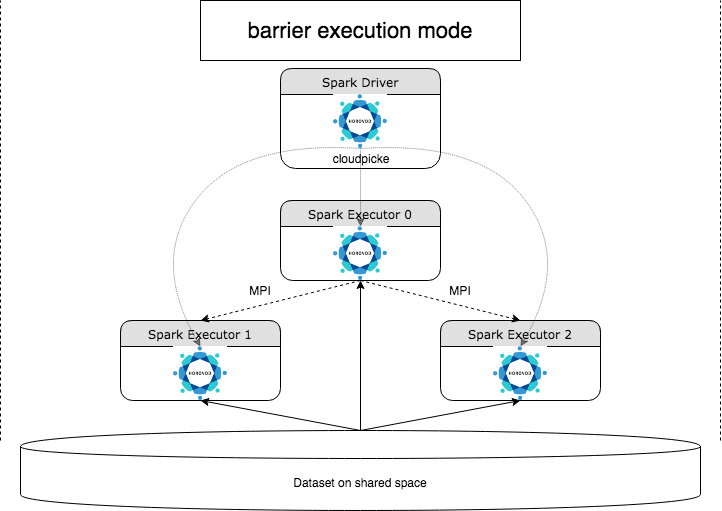 barrier execution mode
Spark Driver
HOROVOD
cloudpicke
Spark Executor 0
HOROVOD
MPI
MPI
Spark Executor 1
Spark Executor 2
HOROVOD
HOROVOD
Dataset on shared space